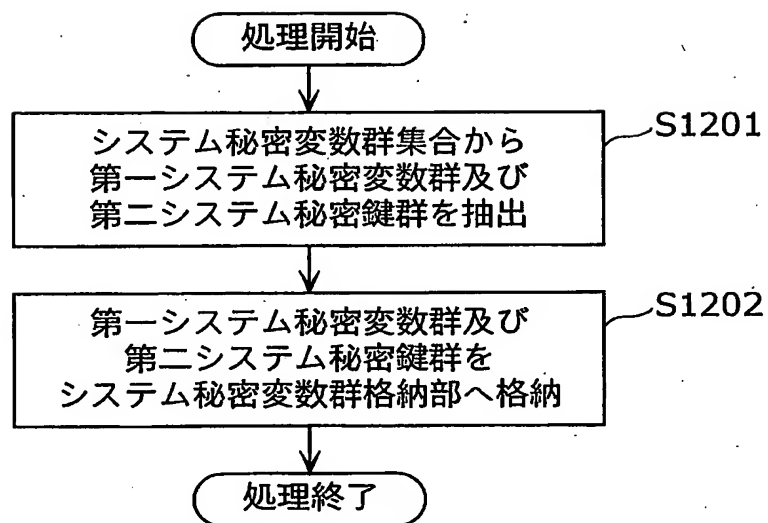 処理開始
システム秘密変数群集合から
第一システム秘密変数群及び
第二システム秘密鍵群を抽出
S1201
第一システム秘密変数群及び
第二システム秘密鍵群を
システム秘密変数群格納部へ格納
S1202
処理終了